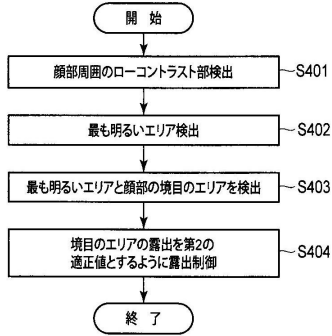 開 始
顔部周囲のローコントラスト部検出
S401
最も明るいエリア検出
S402
最も明るいエリアと顔部の境目のエリアを検出
S403
境目のエリアの露出を第2の
適正値とするように露出制御
S404
終 了